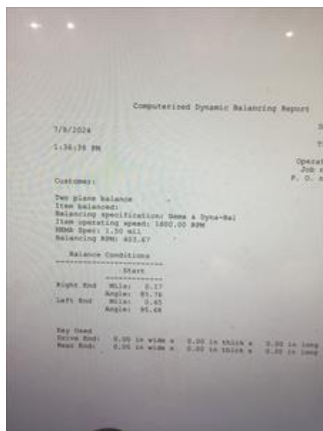 Computerized Dynamic Balancing Report
7/8/2024
1:36:39 PM
Operat
Job n
P. O. n
Customer:
Two plane balance
Item balanced:
Balancing specification: Nema & Dyna-Bal
Item operating speed: 1800.00 RPM
NEMA Spec: 1.50 mil
Balancing RPM: 603.67
Balance Conditions
Start
Right End Mils: 0.17
Angle: 85.76
Left End Mils: 0.65
Angle: 95.68
Key Used
Drive End: 0.00 in wide x 0.00 in thick x 0.00 in long
Rear End: 0.00 in wide x 0.00 in thick x 0.00 in long